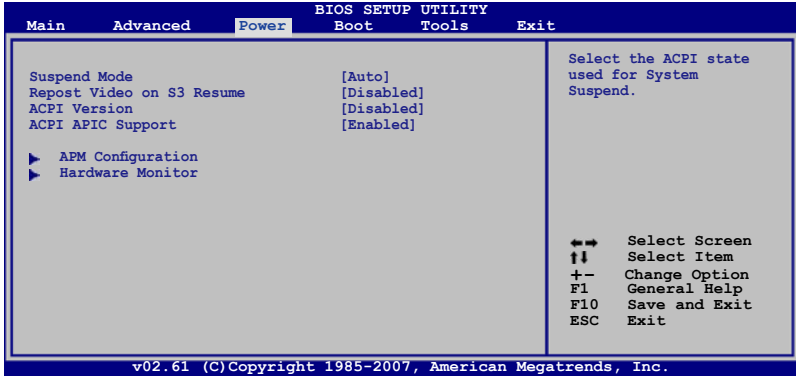 BIOS SETUP UTILITY
Main Advanced Power Boot Tools Exit
Suspend Mode [Auto]
Repost Video on S3 Resume [Disabled]
ACPI Version [Disabled]
ACPI APIC Support [Enabled]
APM Configuration
Hardware Monitor
Select the ACPI state
used for System
Suspend.
Select Screen
Select Item
+- Change Option
F1 General Help
F10 Save and Exit
ESC Exit
v02.61 (C)Copyright 1985-2007, American Megatrends, Inc.